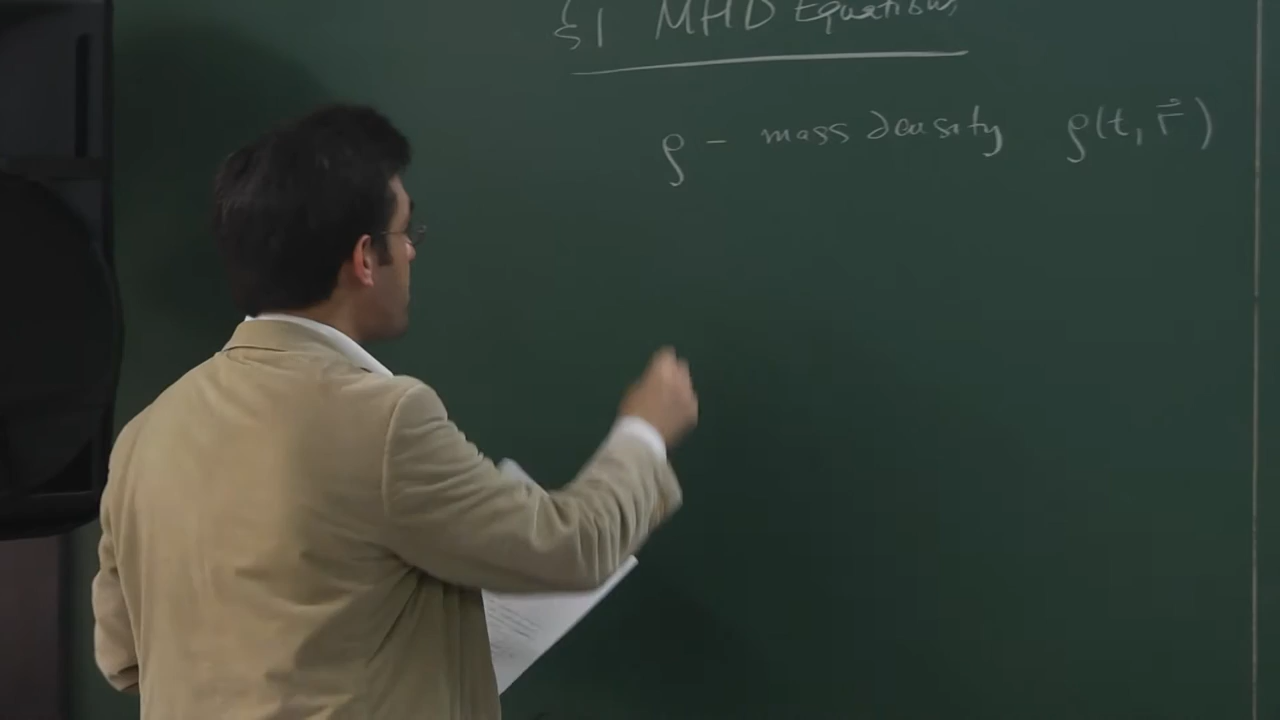 §1 MHD Equations
ρ – mass density ρ(t, r⃗)